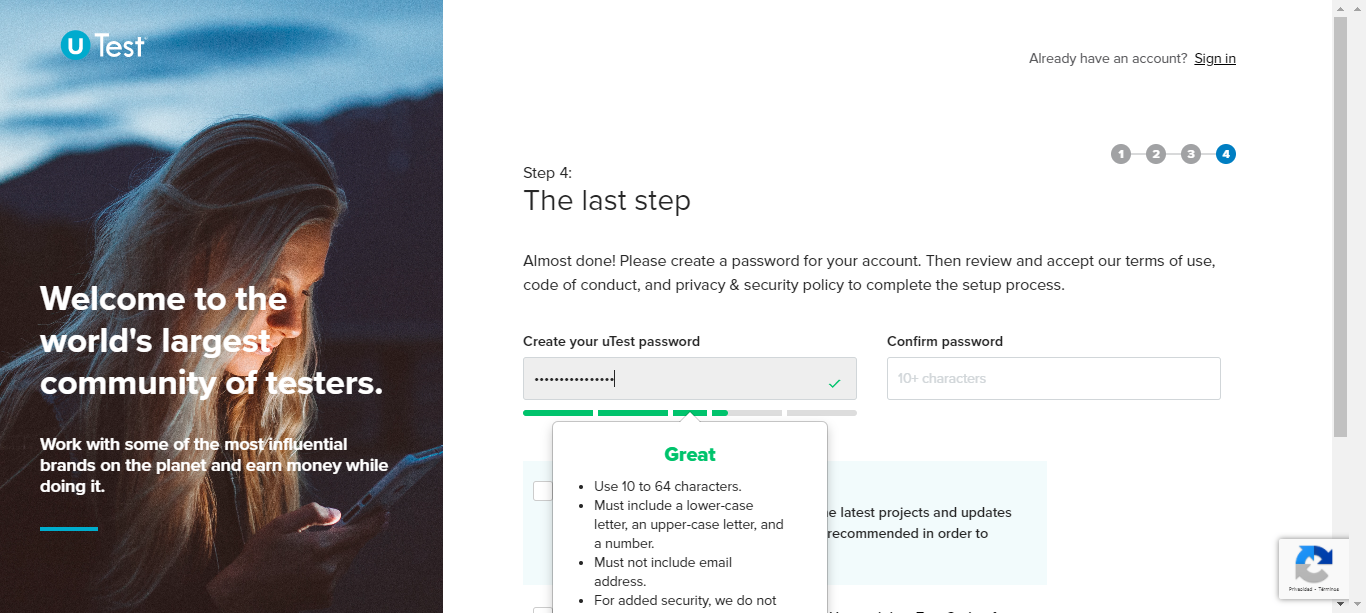 uTest
Already have an account? Sign in
1 2 3 4
Step 4:
The last step
Almost done! Please create a password for your account. Then review and accept our terms of use,
code of conduct, and privacy & security policy to complete the setup process.
Welcome to the
world's largest
community of testers.
Work with some of the most influential
brands on the planet and earn money while
doing it.
Create your uTest password
Confirm password
••••••••••••••••
10+ characters
Great
Use 10 to 64 characters.
Must include a lower-case
letter, an upper-case letter, and
a number.
Must not include email
address.
For added security, we do not
latest projects and updates
recommended in order to
Privacidad - Términos